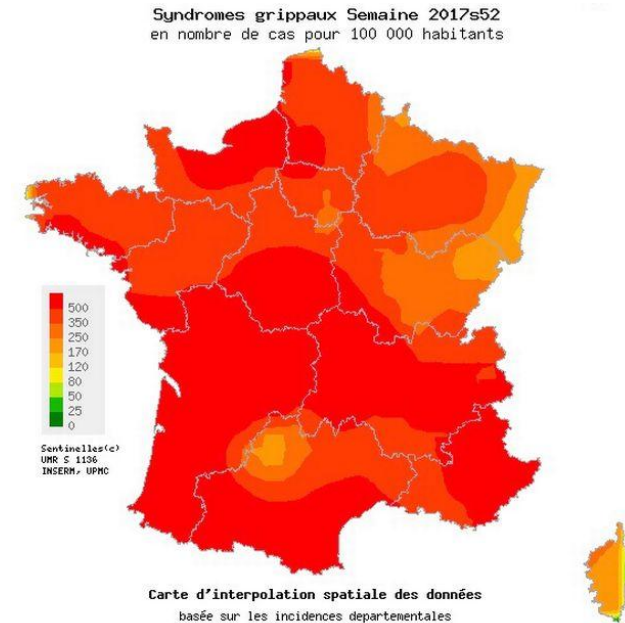 Syndromes grippaux Semaine 2017s52
en nombre de cas pour 100 000 habitants
500
350
250
170
120
80
50
25
0
Sentinelles(c)
UMR S 1136
INSERM, UPMC
Carte d'interpolation spatiale des données
basée sur les incidences departementales